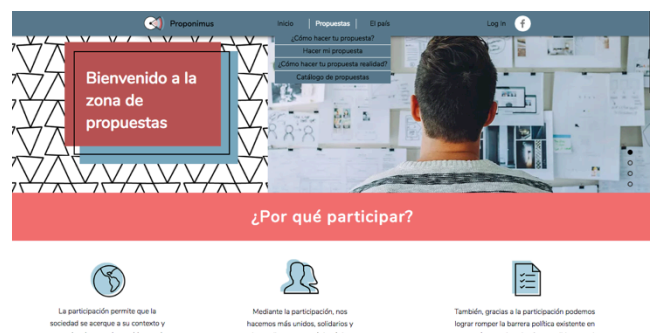 Proponimus
Inicio
Propuestas
El país
Log In
¿Cómo hacer tu propuesta?
Hacer mi propuesta
¿Cómo hacer tu propuesta realidad?
Catálogo de propuestas
Bienvenido a la
zona de
propuestas
¿Por qué participar?
La participación permite que la
sociedad se acerque a su contexto y
Mediante la participación, nos
hacemos más unidos, solidarios y
También, gracias a la participación podemos
lograr romper la barrera política existente en